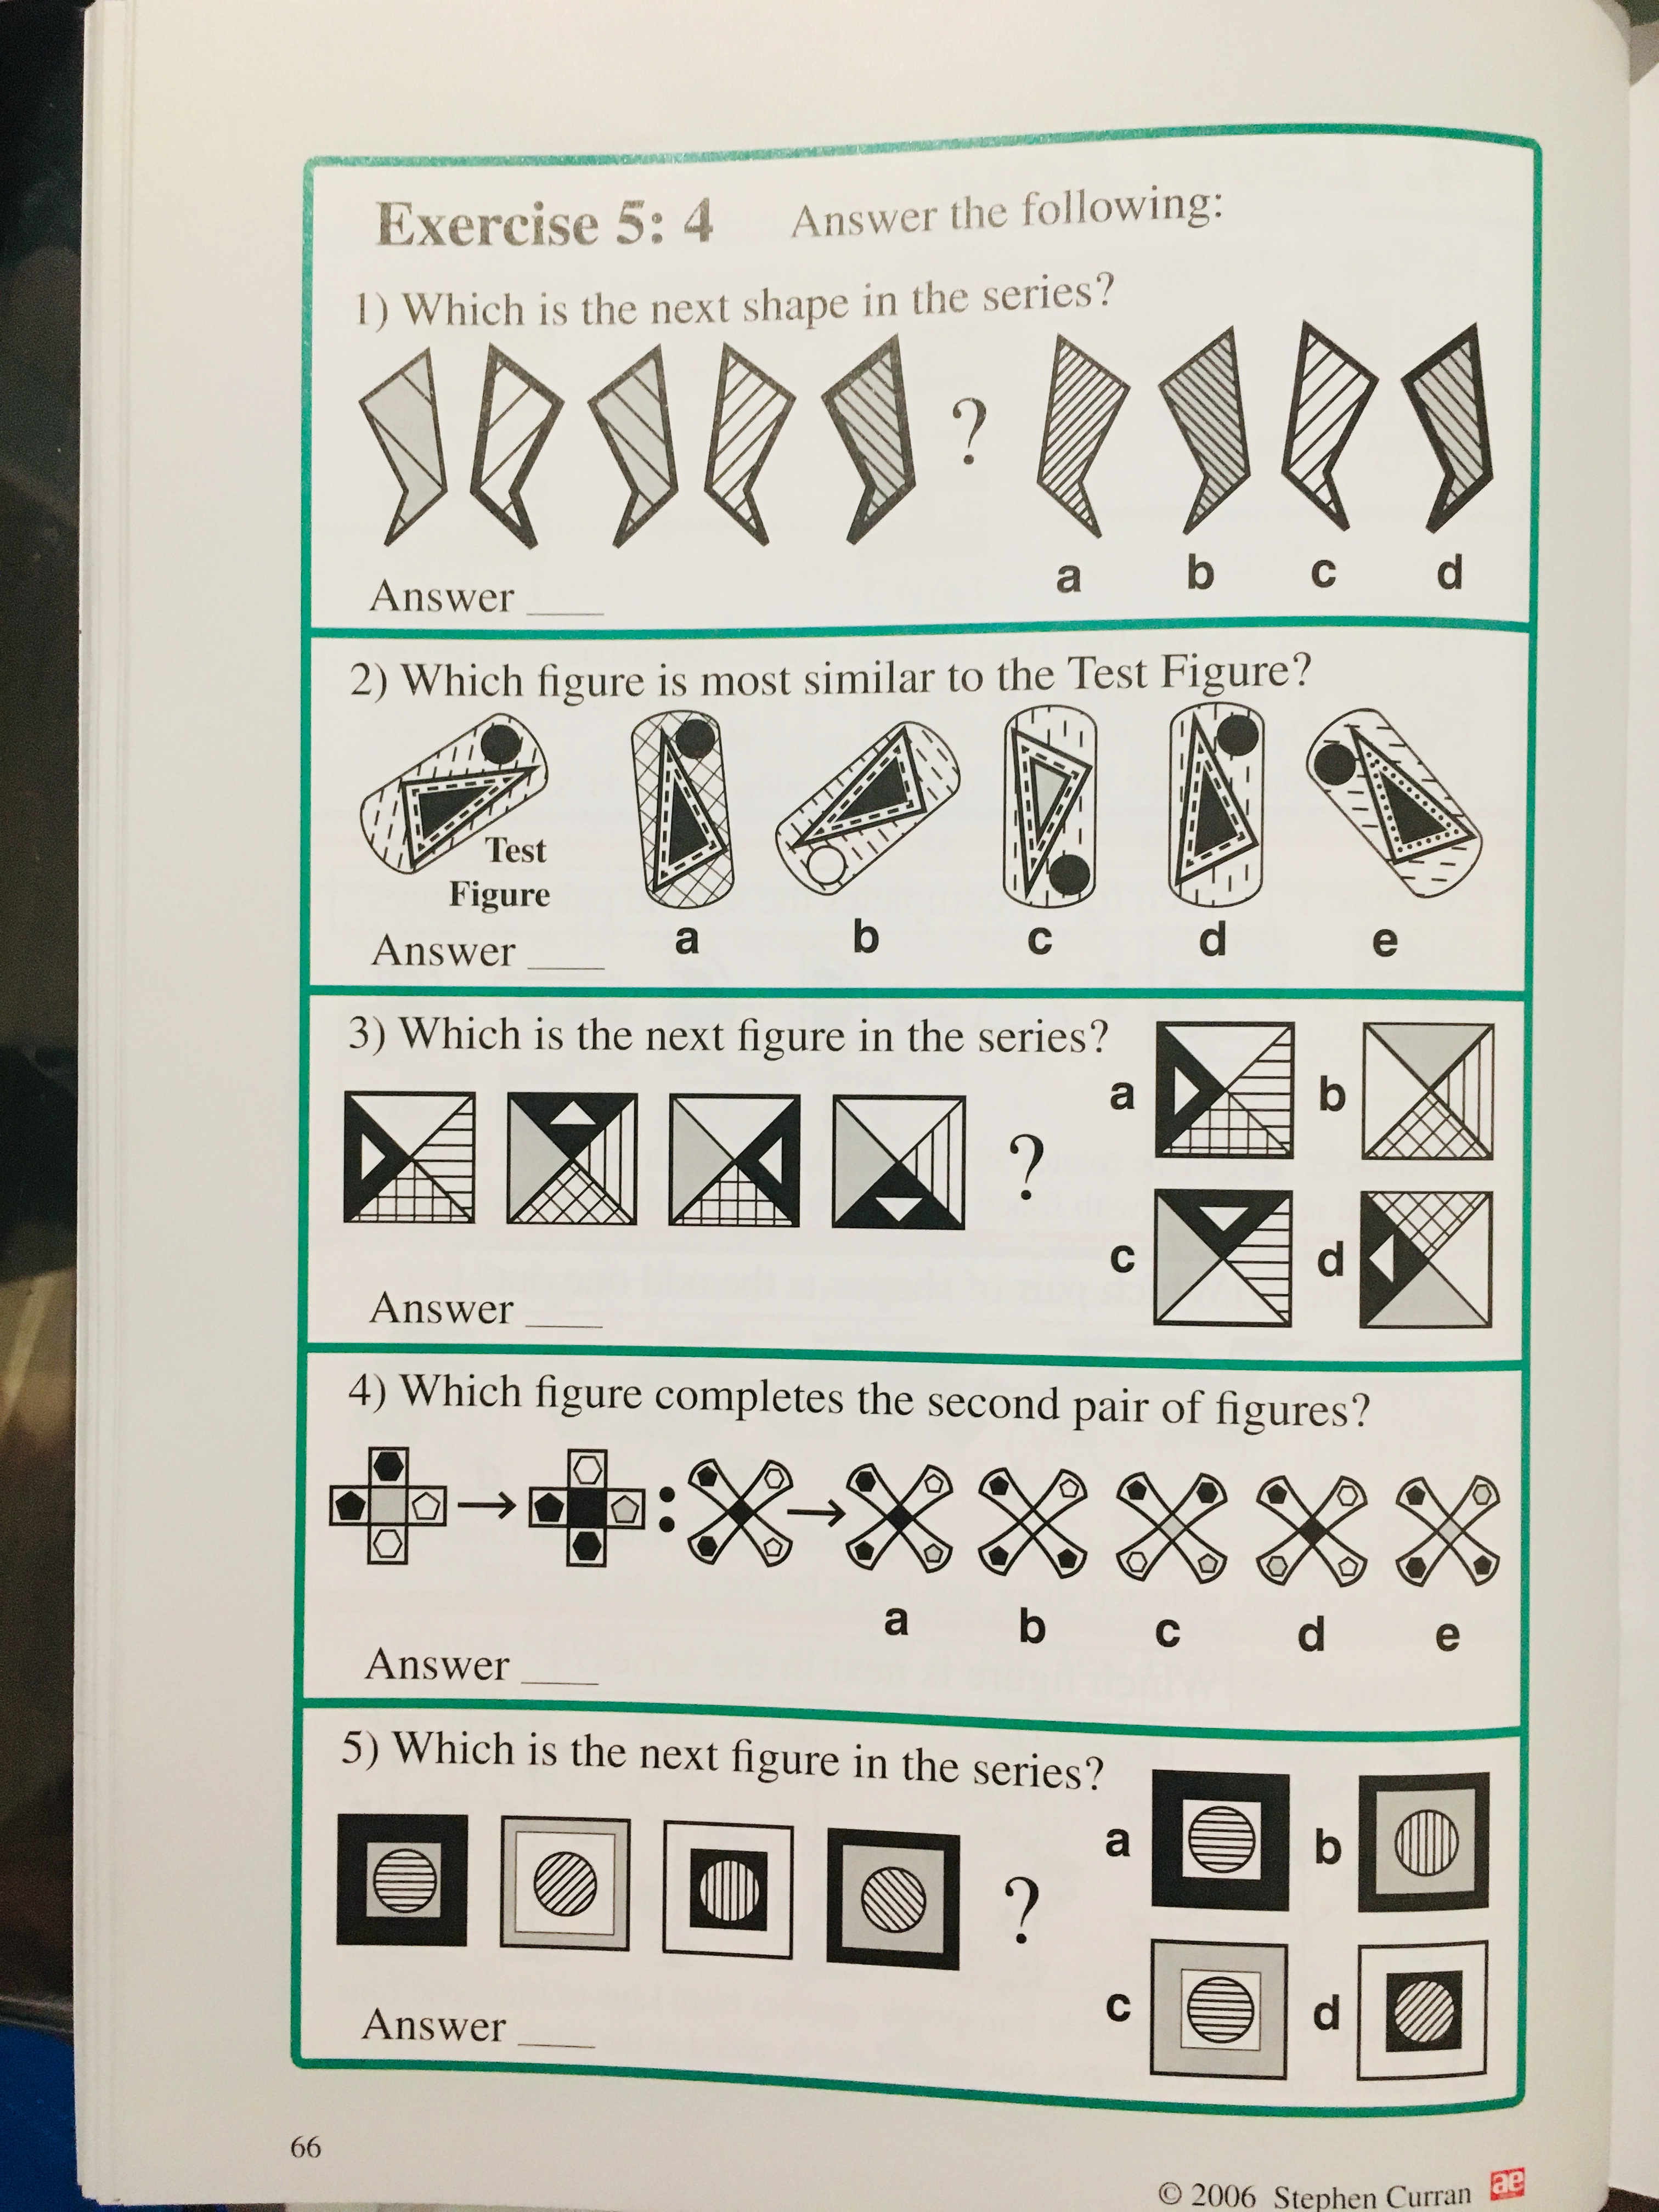 Exercise 5: 4 Answer the following:
1) Which is the next shape in the series?
?
a b c d
Answer ____
2) Which figure is most similar to the Test Figure?
Test
Figure
a b c d e
Answer ____
3) Which is the next figure in the series?
a b
?
c d
Answer ____
4) Which figure completes the second pair of figures?
a b c d e
Answer ____
5) Which is the next figure in the series?
a b
?
c d
Answer ____
66
© 2006 Stephen Curran ae